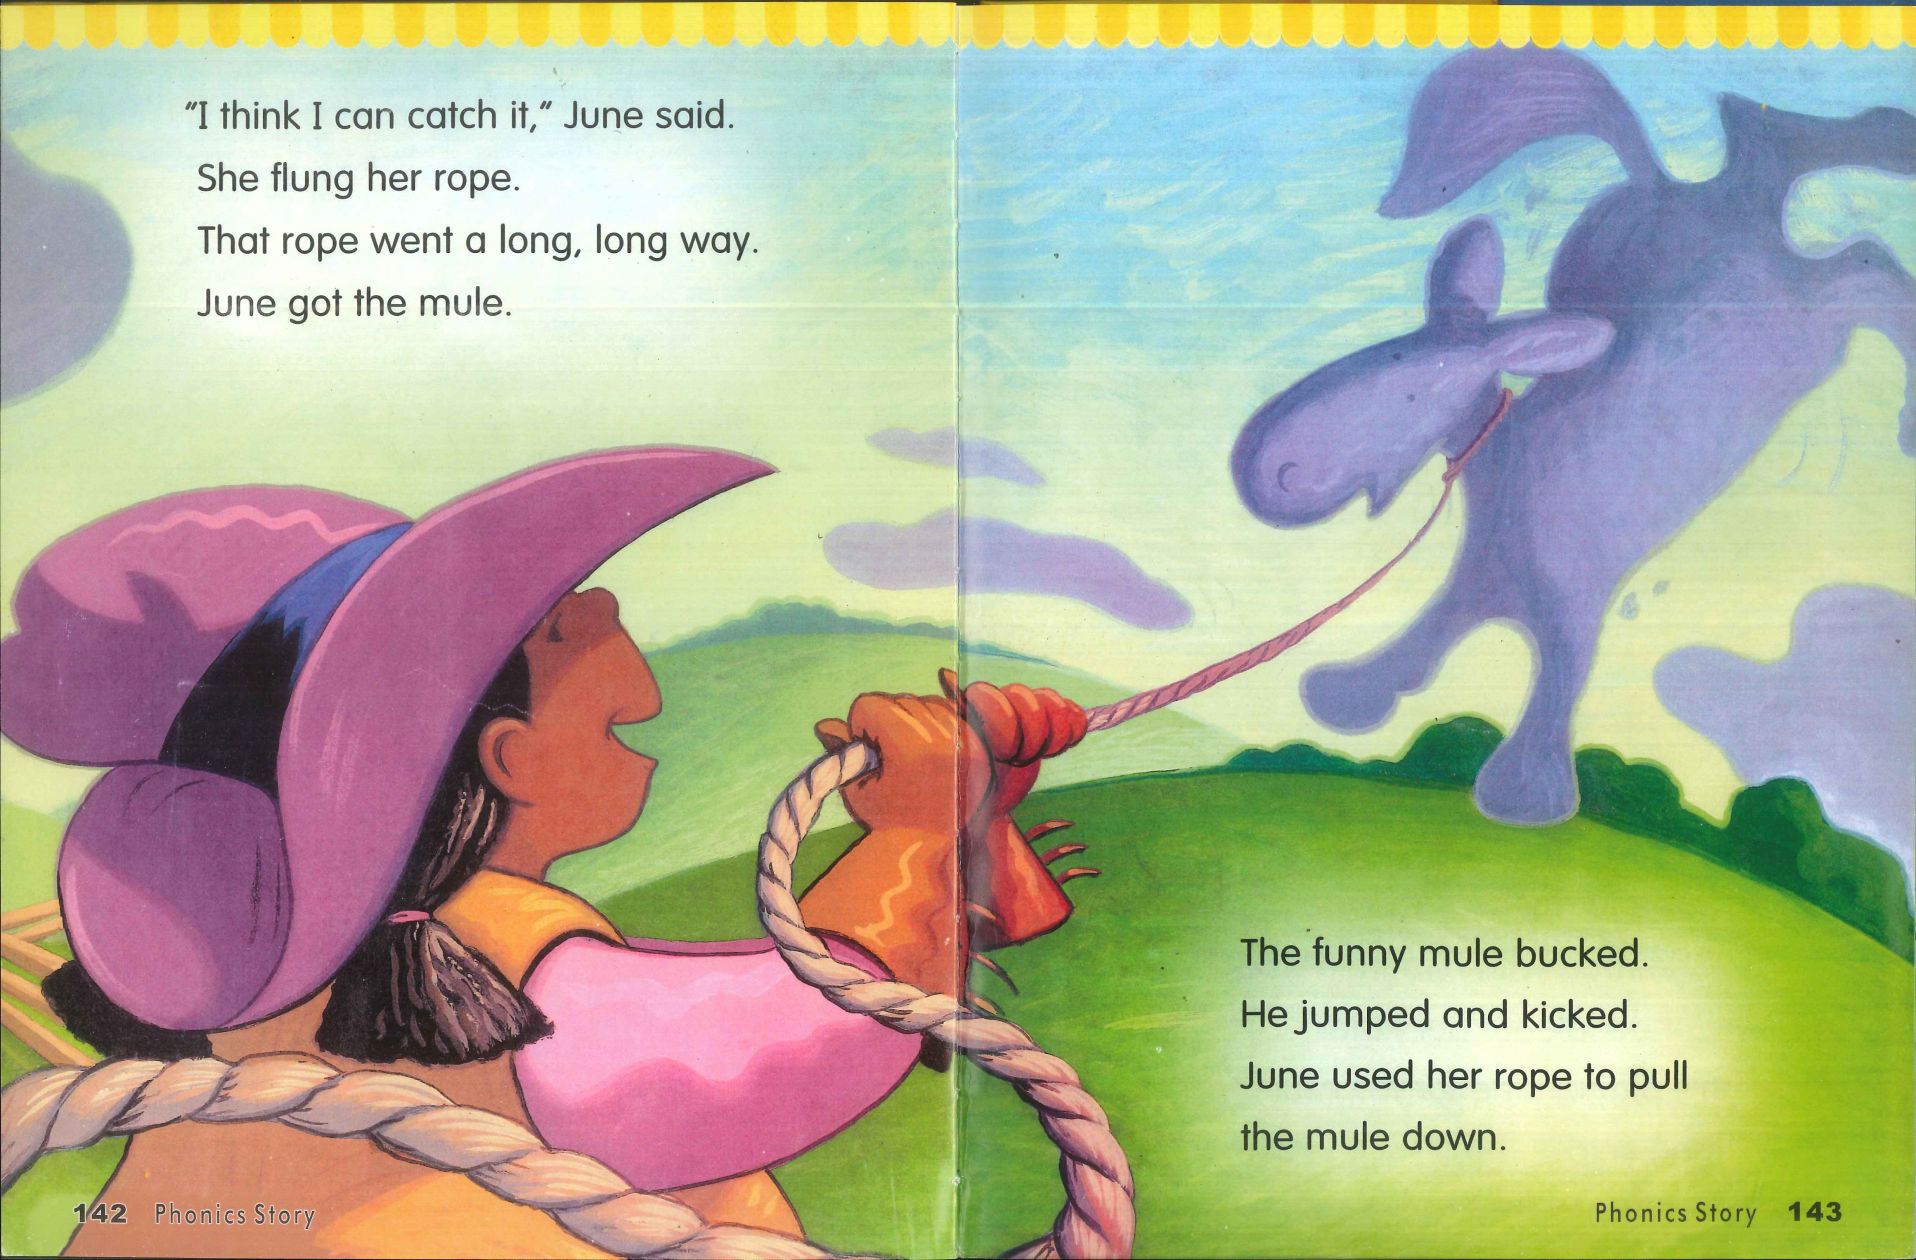 "I think I can catch it," June said.
She flung her rope.
That rope went a long, long way.
June got the mule.
142 Phonics Story
The funny mule bucked.
He jumped and kicked.
June used her rope to pull
the mule down.
Phonics Story 143